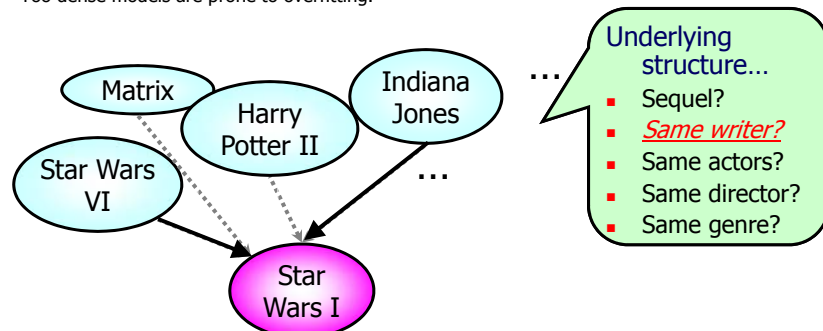 Too dense models are prone to overfitting.
Matrix
Harry
Potter II
Indiana
Jones
...
Star Wars
VI
...
Star
Wars I
Underlying
structure...
Sequel?
Same writer?
Same actors?
Same director?
Same genre?